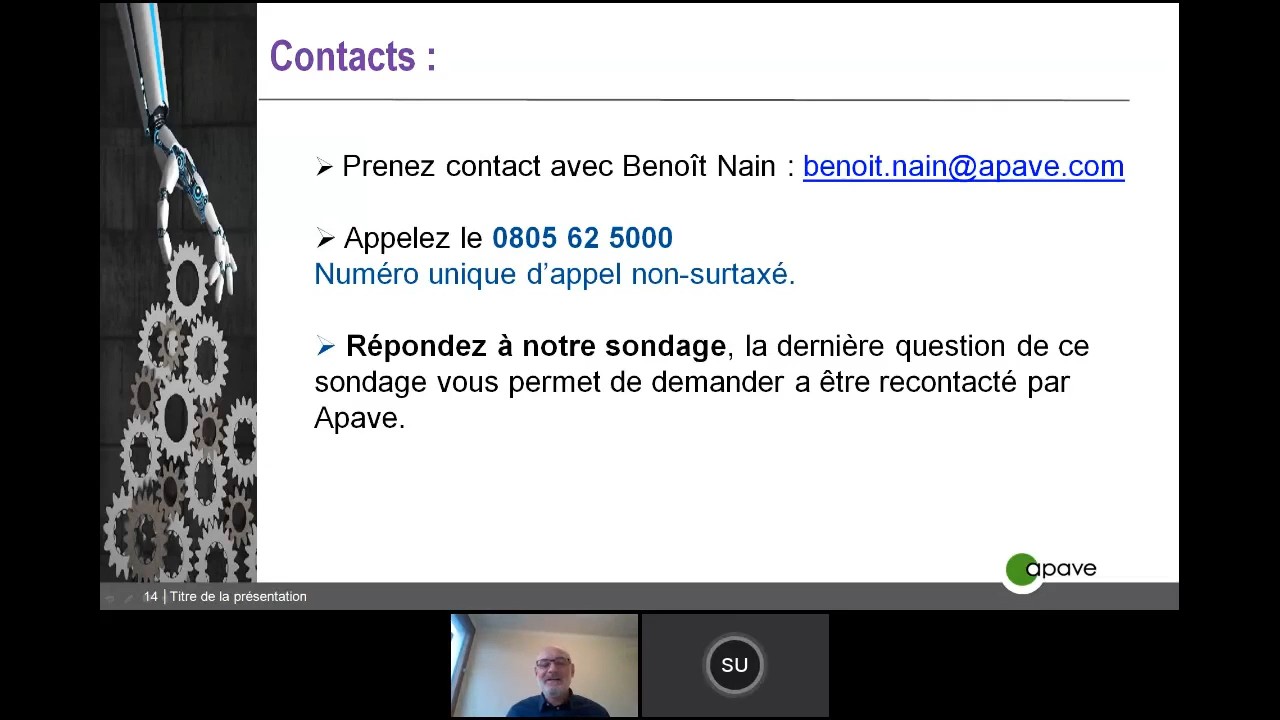 Contacts :
➢ Prenez contact avec Benoît Nain : benoit.nain@apave.com
➢ Appelez le 0805 62 5000
Numéro unique d’appel non-surtaxé.
➢ Répondez à notre sondage, la dernière question de ce
sondage vous permet de demander a être recontacté par
Apave.
apave
14 | Titre de la présentation
SU